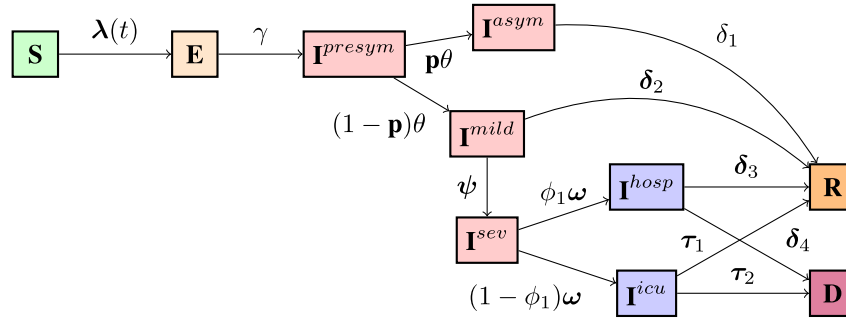 λ(t)
S
E
γ
I^{presym}
I^{asym}
pθ
δ₁
(1 − p)θ
I^{mild}
δ₂
ψ
I^{sev}
ϕ₁ω
I^{hosp}
δ₃
R
(1 − ϕ₁)ω
I^{icu}
τ₁
δ₄
τ₂
D